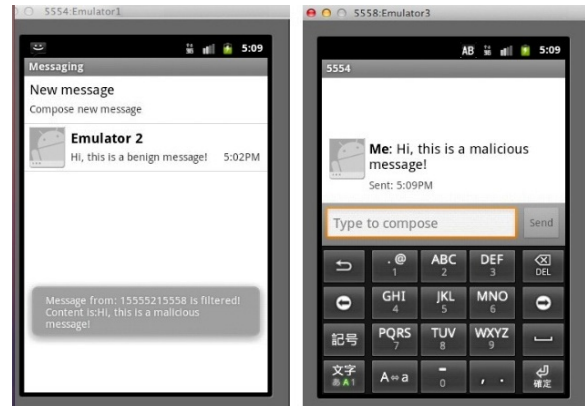 5554:Emulator1
5:09
Messaging
New message
Compose new message
Emulator 2
Hi, this is a benign message!
5:02PM
Message from: 15555215558 is filtered!
Content is:Hi, this is a malicious
message!
5558:Emulator3
AB
5:09
5554
Me: Hi, this is a malicious
message!
Sent: 5:09PM
Type to compose
Send
. @
1
ABC
2
DEF
3
DEL
GHI
4
JKL
5
MNO
6
記号
PQRS
7
TUV
8
WXYZ
9
文字
あA1
A⇔a
-
0
, .
確定